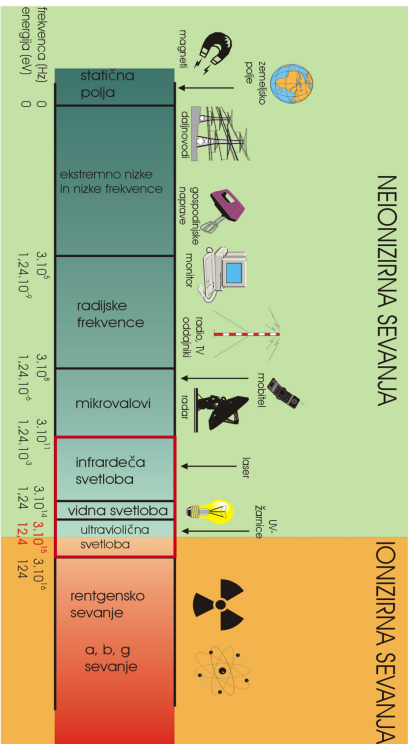 NEIONIZIRNA SEVANJA
IONIZIRNA SEVANJA
zemeljsko
polje
magneti
daljnovodi
gospodinjske
naprave
monitor
radio, TV
oddajniki
mobitel
radar
laser
UV-
žarnice
statična
polja
ekstremno nizke
in nizke frekvence
radijske
frekvence
mikrovalovi
infrardeča
svetloba
vidna svetloba
ultraviolična
svetloba
rentgensko
sevanje
a, b, g
sevanje
frekvenca (Hz) 0 3.10⁵ 3.10⁸ 3.10¹¹ 3.10¹⁴ 3.10¹⁵ 3.10¹⁶
energija (eV) 0 1,24.10⁻⁹ 1,24.10⁻⁶ 1,24.10⁻³ 1,24 12,4 124